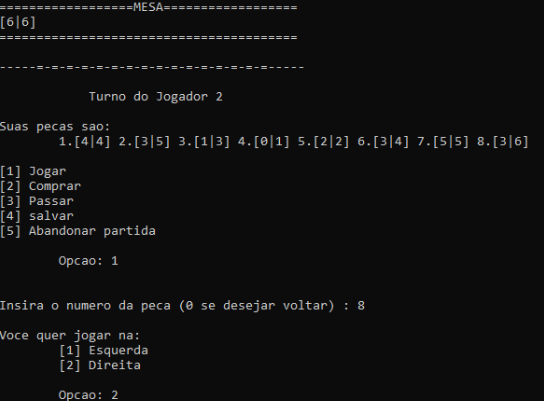 ==================MESA==================
[6|6]
========================================
-----=-=-=-=-=-=-=-=-=-=-=-=-=-=-=-=-----
Turno do Jogador 2
Suas pecas sao:
1.[4|4] 2.[3|5] 3.[1|3] 4.[0|1] 5.[2|2] 6.[3|4] 7.[5|5] 8.[3|6]
[1] Jogar
[2] Comprar
[3] Passar
[4] salvar
[5] Abandonar partida
Opcao: 1
Insira o numero da peca (0 se desejar voltar) : 8
Voce quer jogar na:
[1] Esquerda
[2] Direita
Opcao: 2